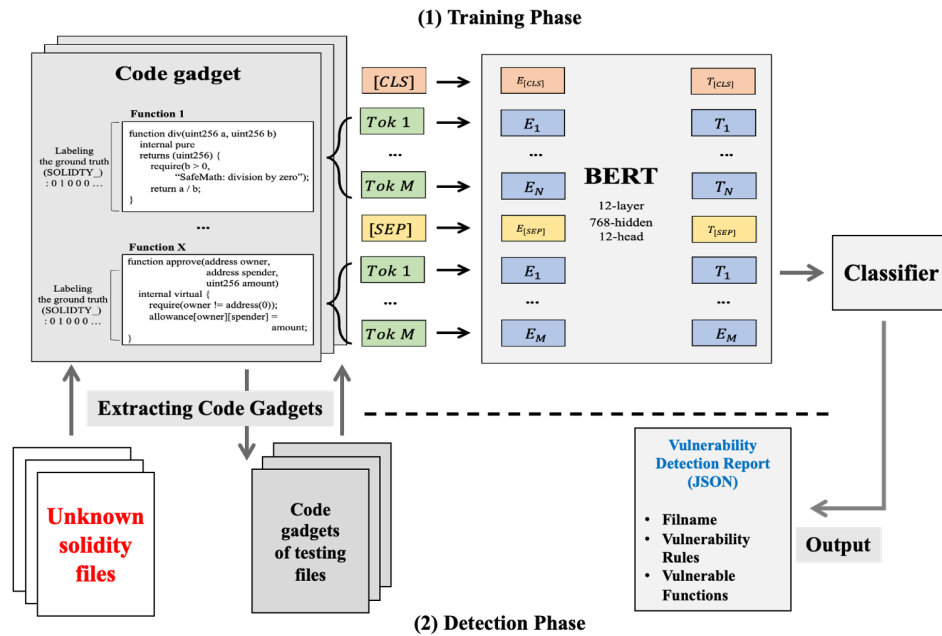 (1) Training Phase
Code gadget
Function 1
Labeling
the ground truth
(SOLIDTY_)
: 0 1 0 0 0 ...
function div(uint256 a, uint256 b)
internal pure
returns (uint256) {
require(b > 0,
“SafeMath: division by zero”);
return a / b;
}
...
Function X
Labeling
the ground truth
(SOLIDTY_)
: 0 1 0 0 0 ...
function approve(address owner,
address spender,
uint256 amount)
internal virtual {
require(owner != address(0));
allowance[owner][spender] =
amount;
}
[CLS]
Tok 1
...
Tok M
[SEP]
Tok 1
...
Tok M
E[CLS]
E1
...
EN
E[SEP]
E1
...
EM
BERT
12-layer
768-hidden
12-head
T[CLS]
T1
...
TN
T[SEP]
T1
...
TM
Classifier
Extracting Code Gadgets
Unknown
solidity
files
Code
gadgets
of testing
files
Vulnerability
Detection Report
(JSON)
• Filname
• Vulnerability
Rules
• Vulnerable
Functions
Output
(2) Detection Phase